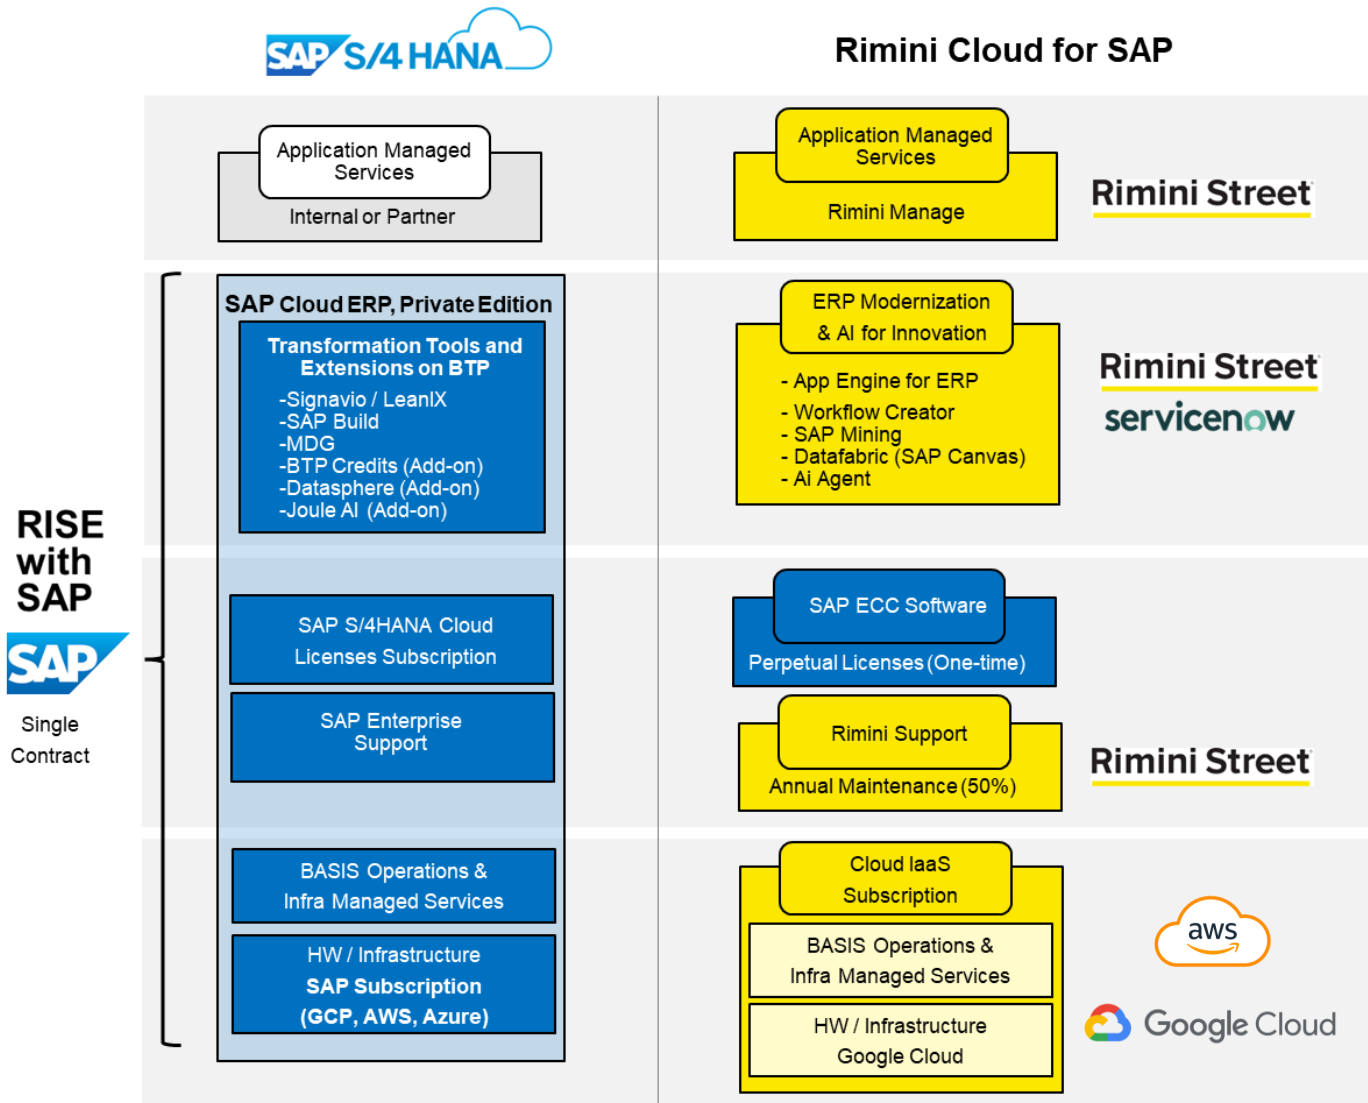 SAP S/4HANA
Rimini Cloud for SAP
Application Managed
Services
Internal or Partner
Application Managed
Services
Rimini Manage
Rimini Street
RISE
with
SAP
SAP
Single
Contract
SAP Cloud ERP, Private Edition
Transformation Tools and
Extensions on BTP
-Signavio / LeanIX
-SAP Build
-MDG
-BTP Credits (Add-on)
-Datasphere (Add-on)
-Joule AI (Add-on)
ERP Modernization
& AI for Innovation
- App Engine for ERP
- Workflow Creator
- SAP Mining
- Datafabric (SAP Canvas)
- Ai Agent
Rimini Street
servicenow
SAP S/4HANA Cloud
Licenses Subscription
SAP Enterprise
Support
SAP ECC Software
Perpetual Licenses (One-time)
Rimini Support
Annual Maintenance (50%)
Rimini Street
BASIS Operations &
Infra Managed Services
HW / Infrastructure
SAP Subscription
(GCP, AWS, Azure)
Cloud IaaS
Subscription
BASIS Operations &
Infra Managed Services
HW / Infrastructure
Google Cloud
aws
Google Cloud